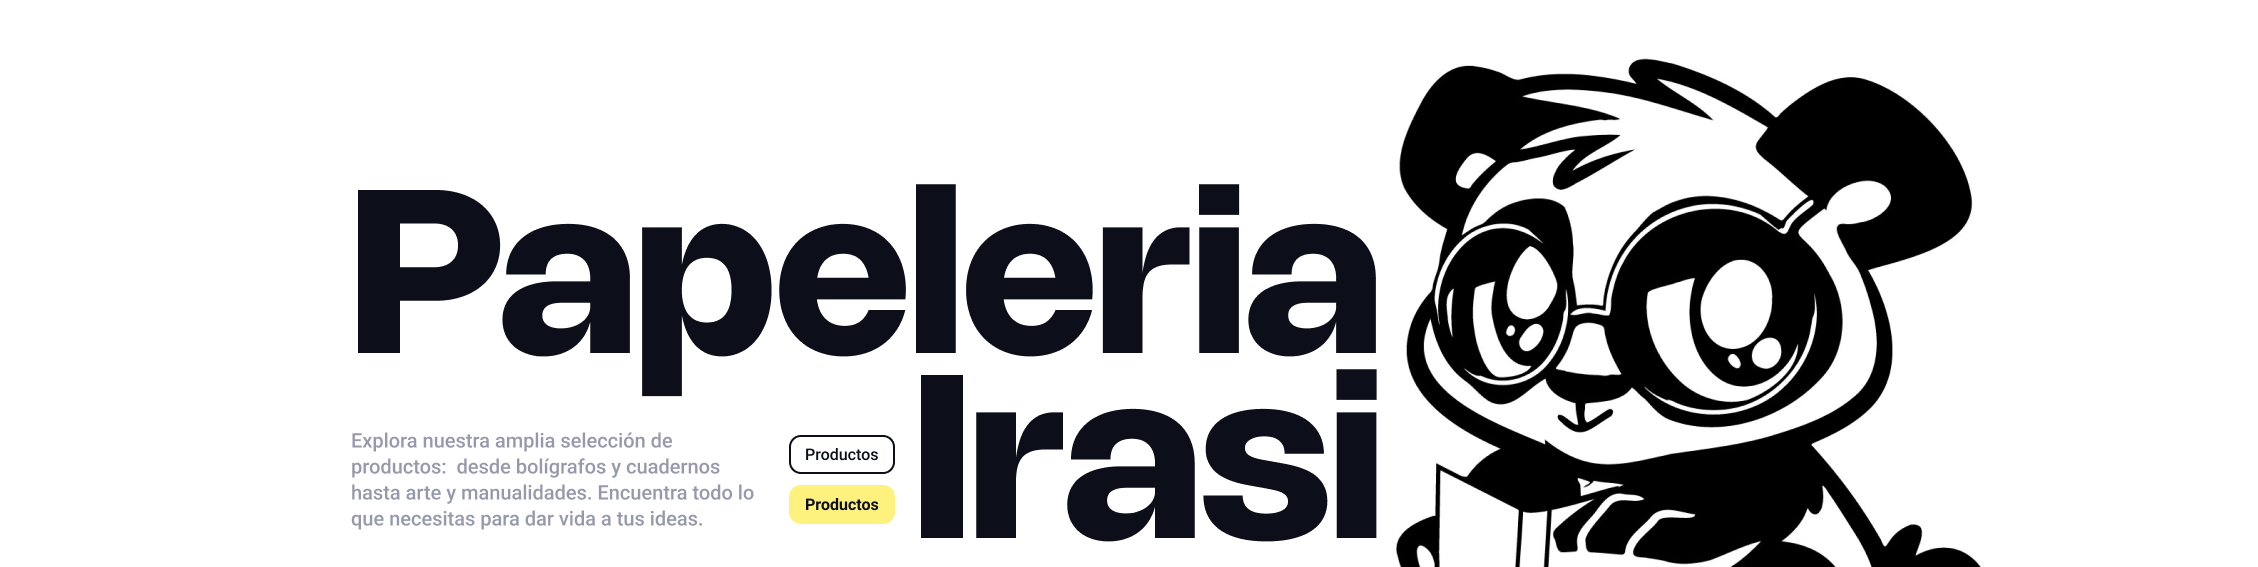 Papeleria
Irasi
Explora nuestra amplia selección de
productos:  desde bolígrafos y cuadernos
hasta arte y manualidades. Encuentra todo lo
que necesitas para dar vida a tus ideas.
Productos
Productos